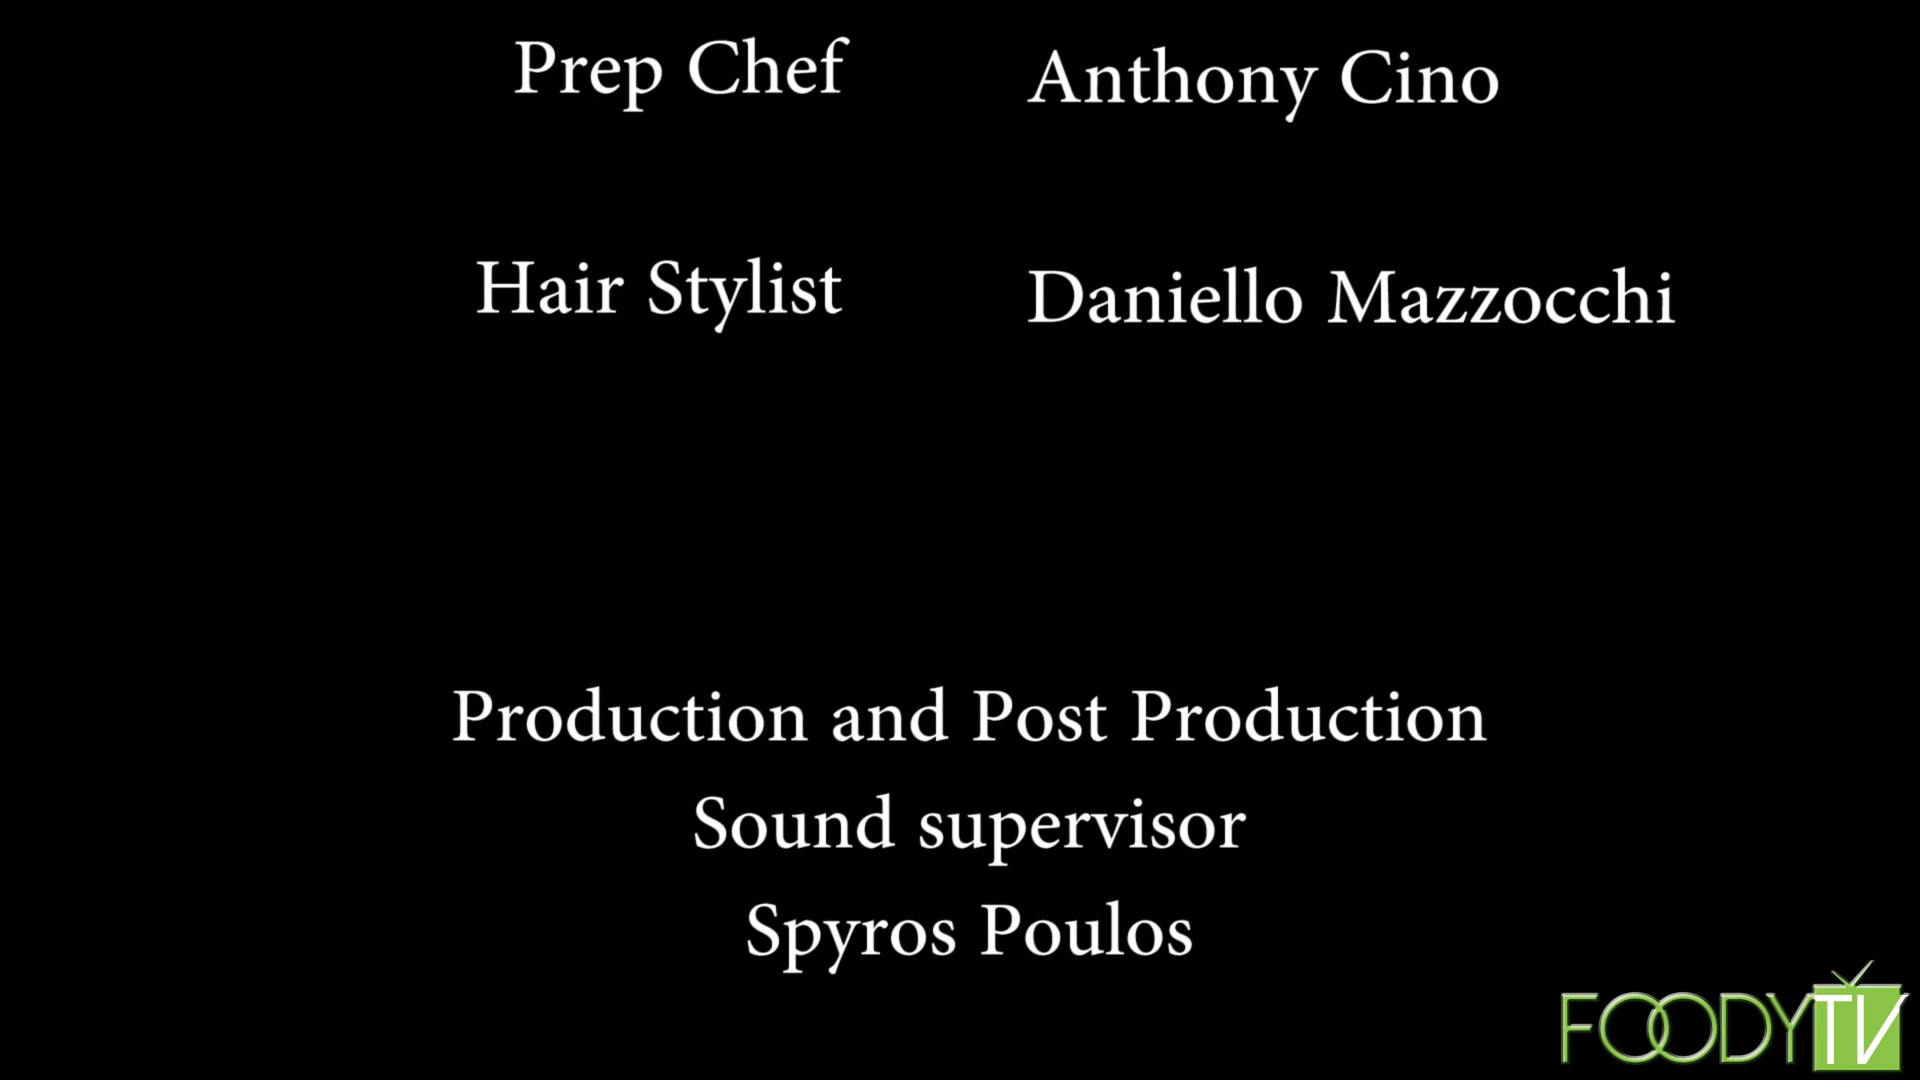 Prep Chef Anthony Cino
Hair Stylist Daniello Mazzocchi
Production and Post Production
Sound supervisor
Spyros Poulos
FOODYTV